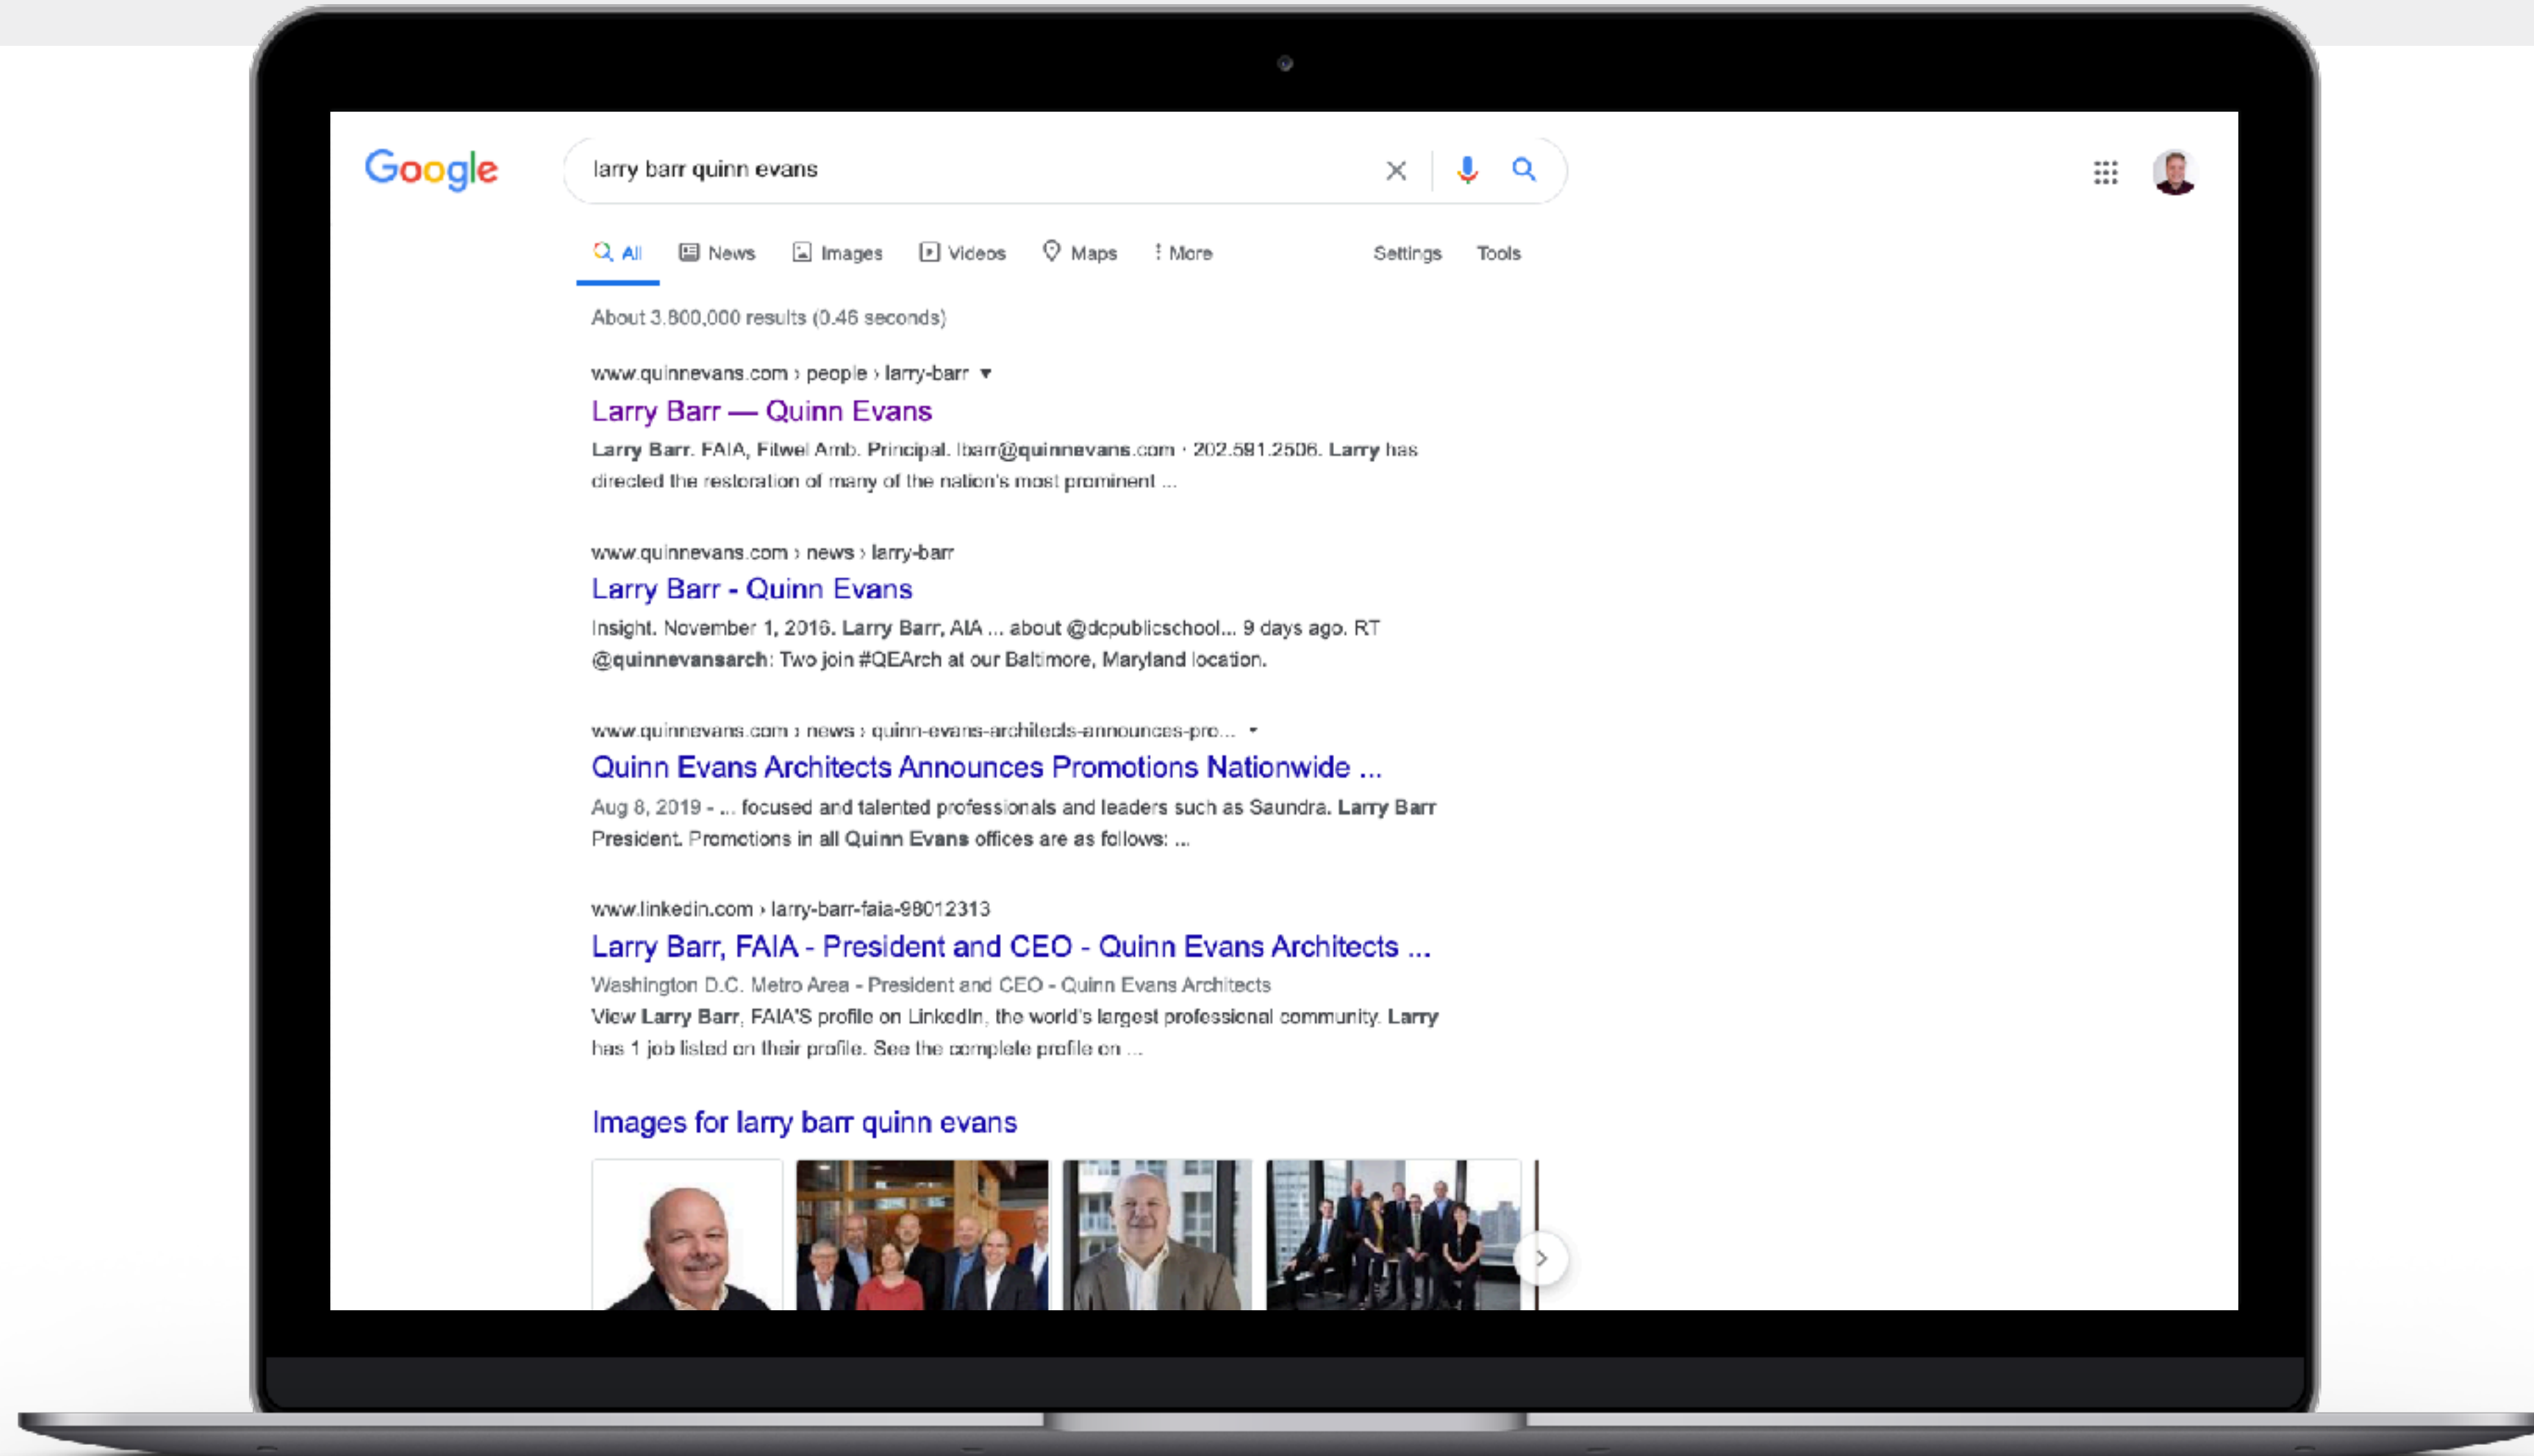 Google
larry barr quinn evans
All News Images Videos Maps More Settings Tools
About 3,800,000 results (0.46 seconds)
www.quinnevans.com › people › larry-barr
Larry Barr — Quinn Evans
Larry Barr. FAIA, Fitwel Amb. Principal. lbarr@quinnevans.com · 202.591.2506. Larry has
directed the restoration of many of the nation's most prominent ...
www.quinnevans.com › news › larry-barr
Larry Barr - Quinn Evans
Insight. November 1, 2016. Larry Barr, AIA ... about @dcpublicschool... 9 days ago. RT
@quinnevansarch: Two join #QEArch at our Baltimore, Maryland location.
www.quinnevans.com › news › quinn-evans-architects-announces-pro...
Quinn Evans Architects Announces Promotions Nationwide ...
Aug 8, 2019 - ... focused and talented professionals and leaders such as Saundra. Larry Barr
President. Promotions in all Quinn Evans offices are as follows: ...
www.linkedin.com › larry-barr-faia-98012313
Larry Barr, FAIA - President and CEO - Quinn Evans Architects ...
Washington D.C. Metro Area - President and CEO - Quinn Evans Architects
View Larry Barr, FAIA'S profile on LinkedIn, the world's largest professional community. Larry
has 1 job listed on their profile. See the complete profile on ...
Images for larry barr quinn evans